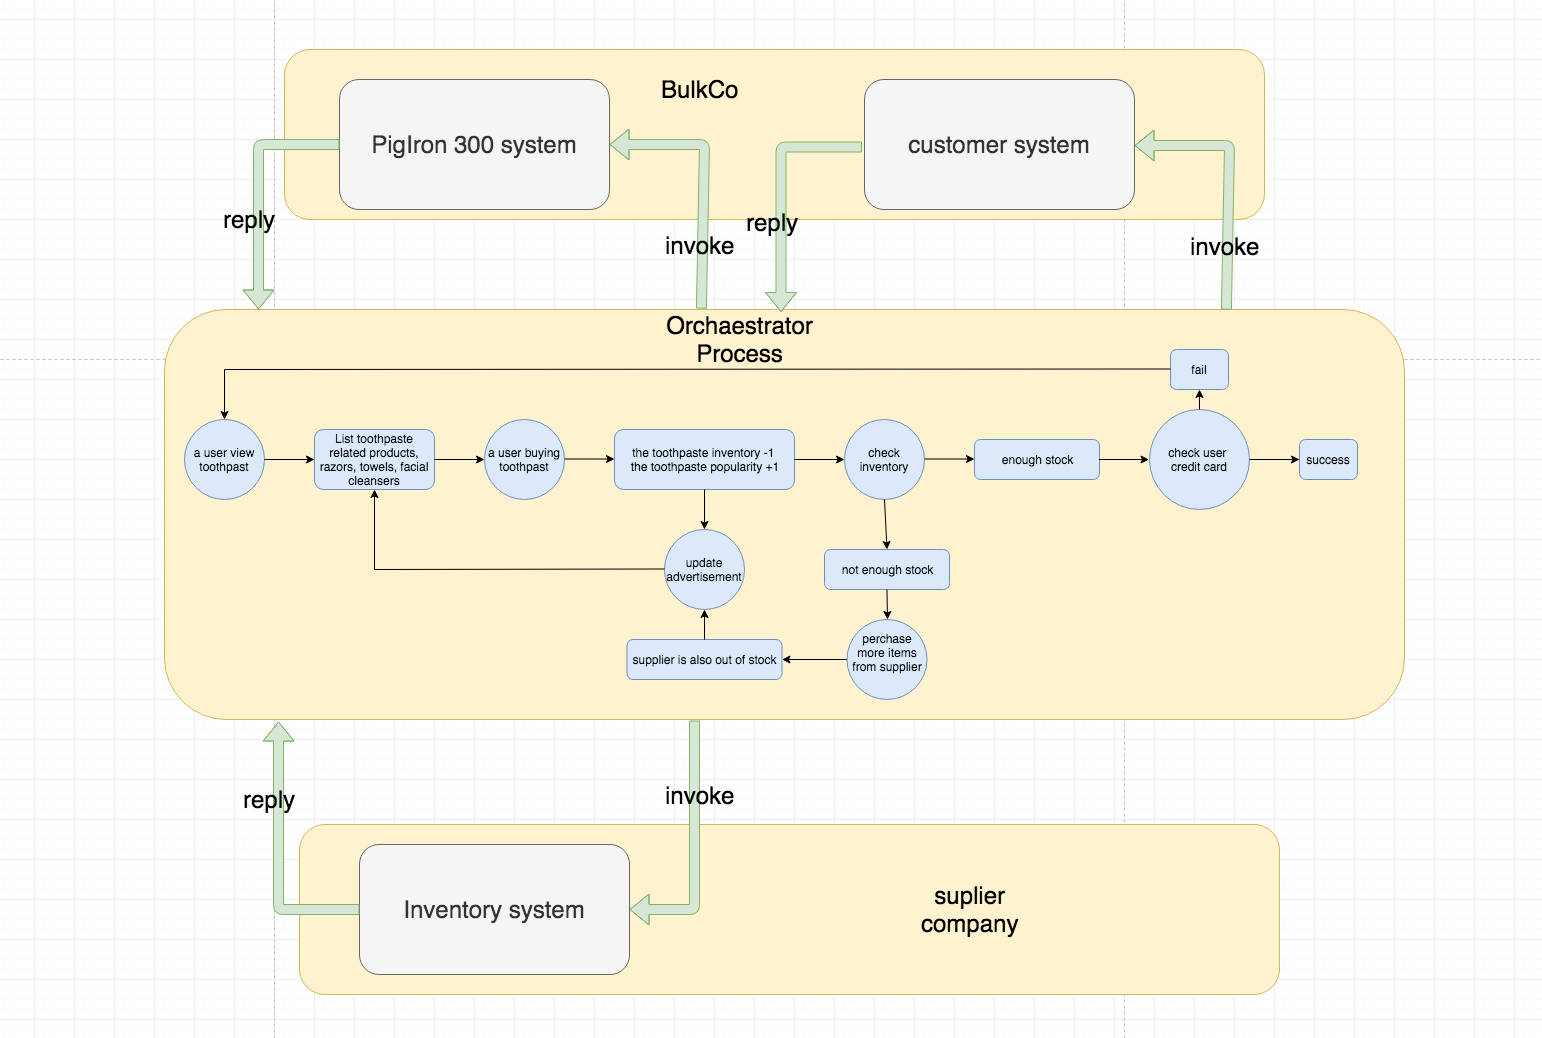 BulkCo
PigIron 300 system
customer system
reply
invoke
reply
invoke
Orchaestrator
Process
fail
a user view
toothpast
List toothpaste
related products,
razors, towels, facial
cleansers
a user buying
toothpast
the toothpaste inventory -1
the toothpaste popularity +1
check
inventory
enough stock
check user
credit card
success
update
advertisement
not enough stock
supplier is also out of stock
perchase
more items
from supplier
reply
invoke
Inventory system
suplier
company